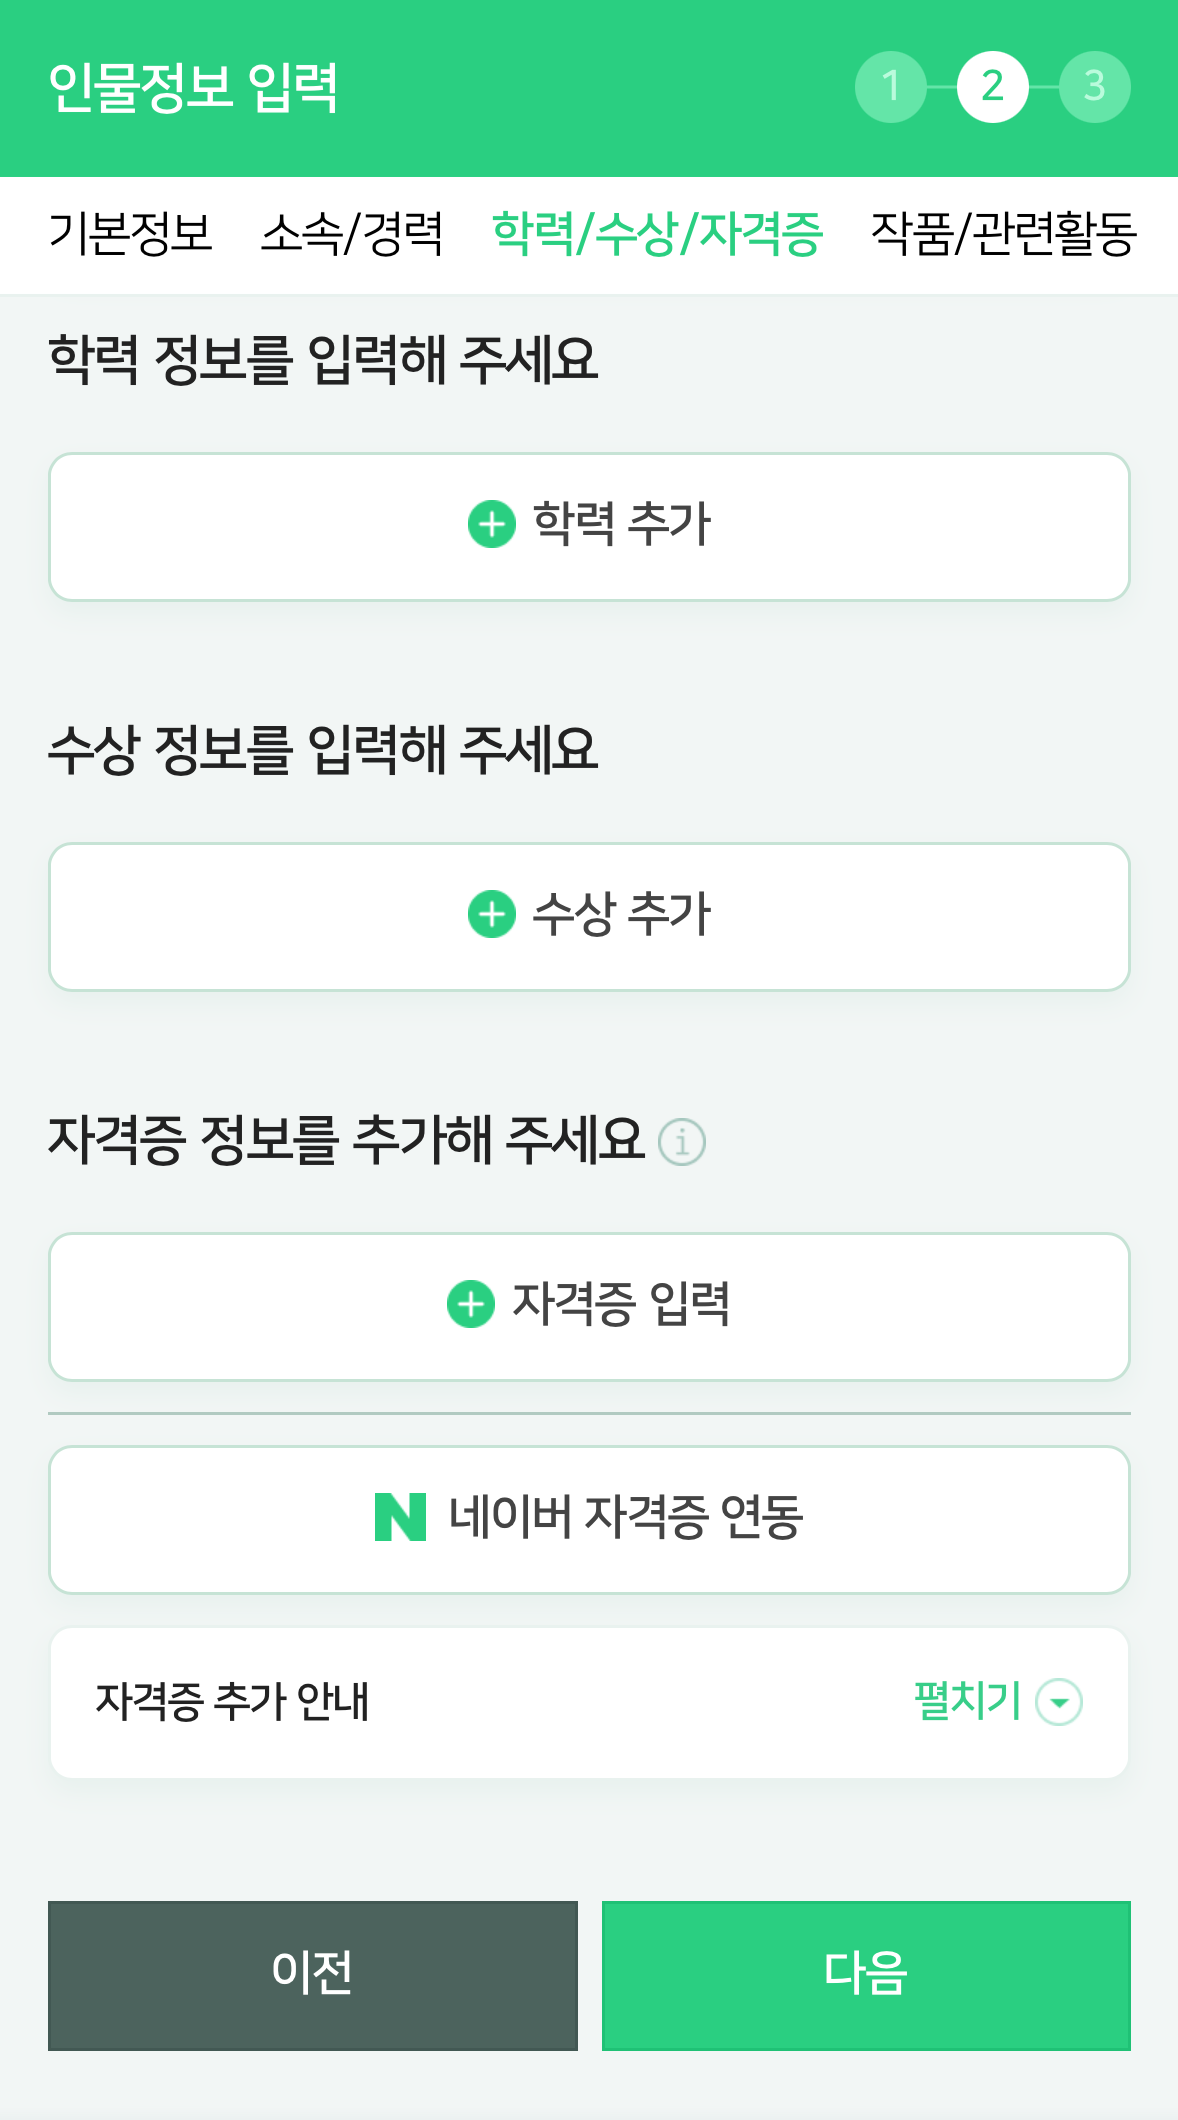 인물정보 입력
1 2 3
기본정보 소속/경력 학력/수상/자격증 작품/관련활동
학력 정보를 입력해 주세요
학력 추가
수상 정보를 입력해 주세요
수상 추가
자격증 정보를 추가해 주세요 i
자격증 입력
N 네이버 자격증 연동
자격증 추가 안내 펼치기
이전 다음